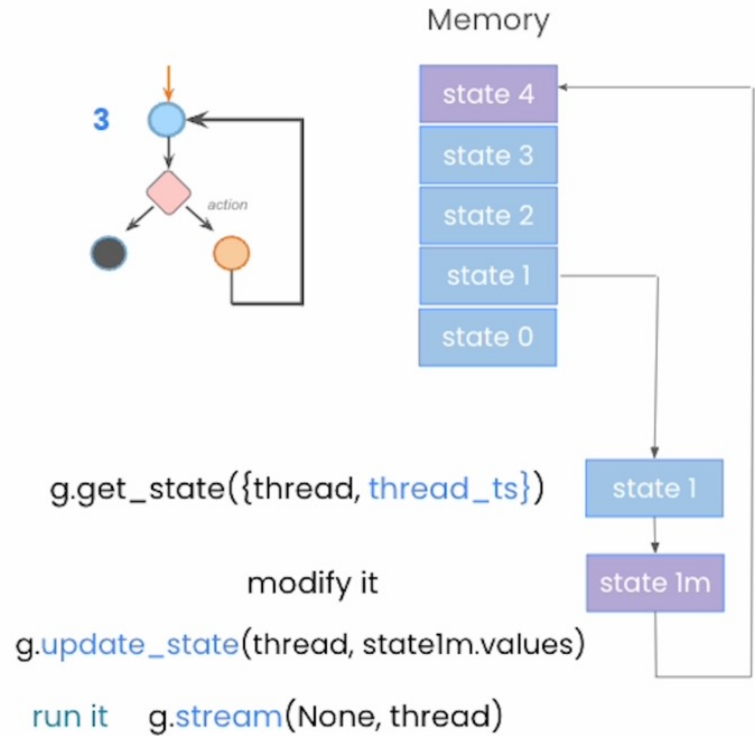 Memory
state 4
3
state 3
action
state 2
state 1
state 0
g.get_state({thread, thread_ts})
state 1
modify it
state 1m
g.update_state(thread, state1m.values)
run it g.stream(None, thread)